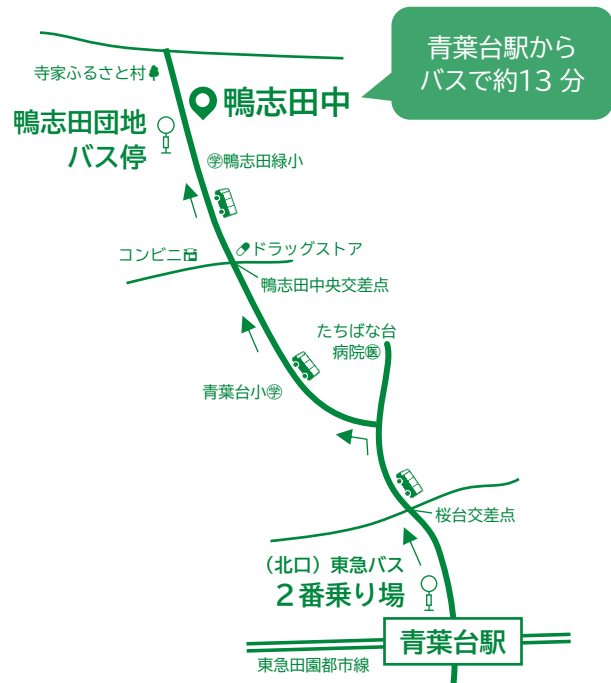 青葉台駅から
バスで約13 分
寺家ふるさと村
鴨志田中
鴨志田団地
バス停
㊫鴨志田緑小
コンビニ
ドラッグストア
鴨志田中央交差点
たちばな台
病院㊩
青葉台小㊫
桜台交差点
（北口）東急バス
２番乗り場
青葉台駅
東急田園都市線